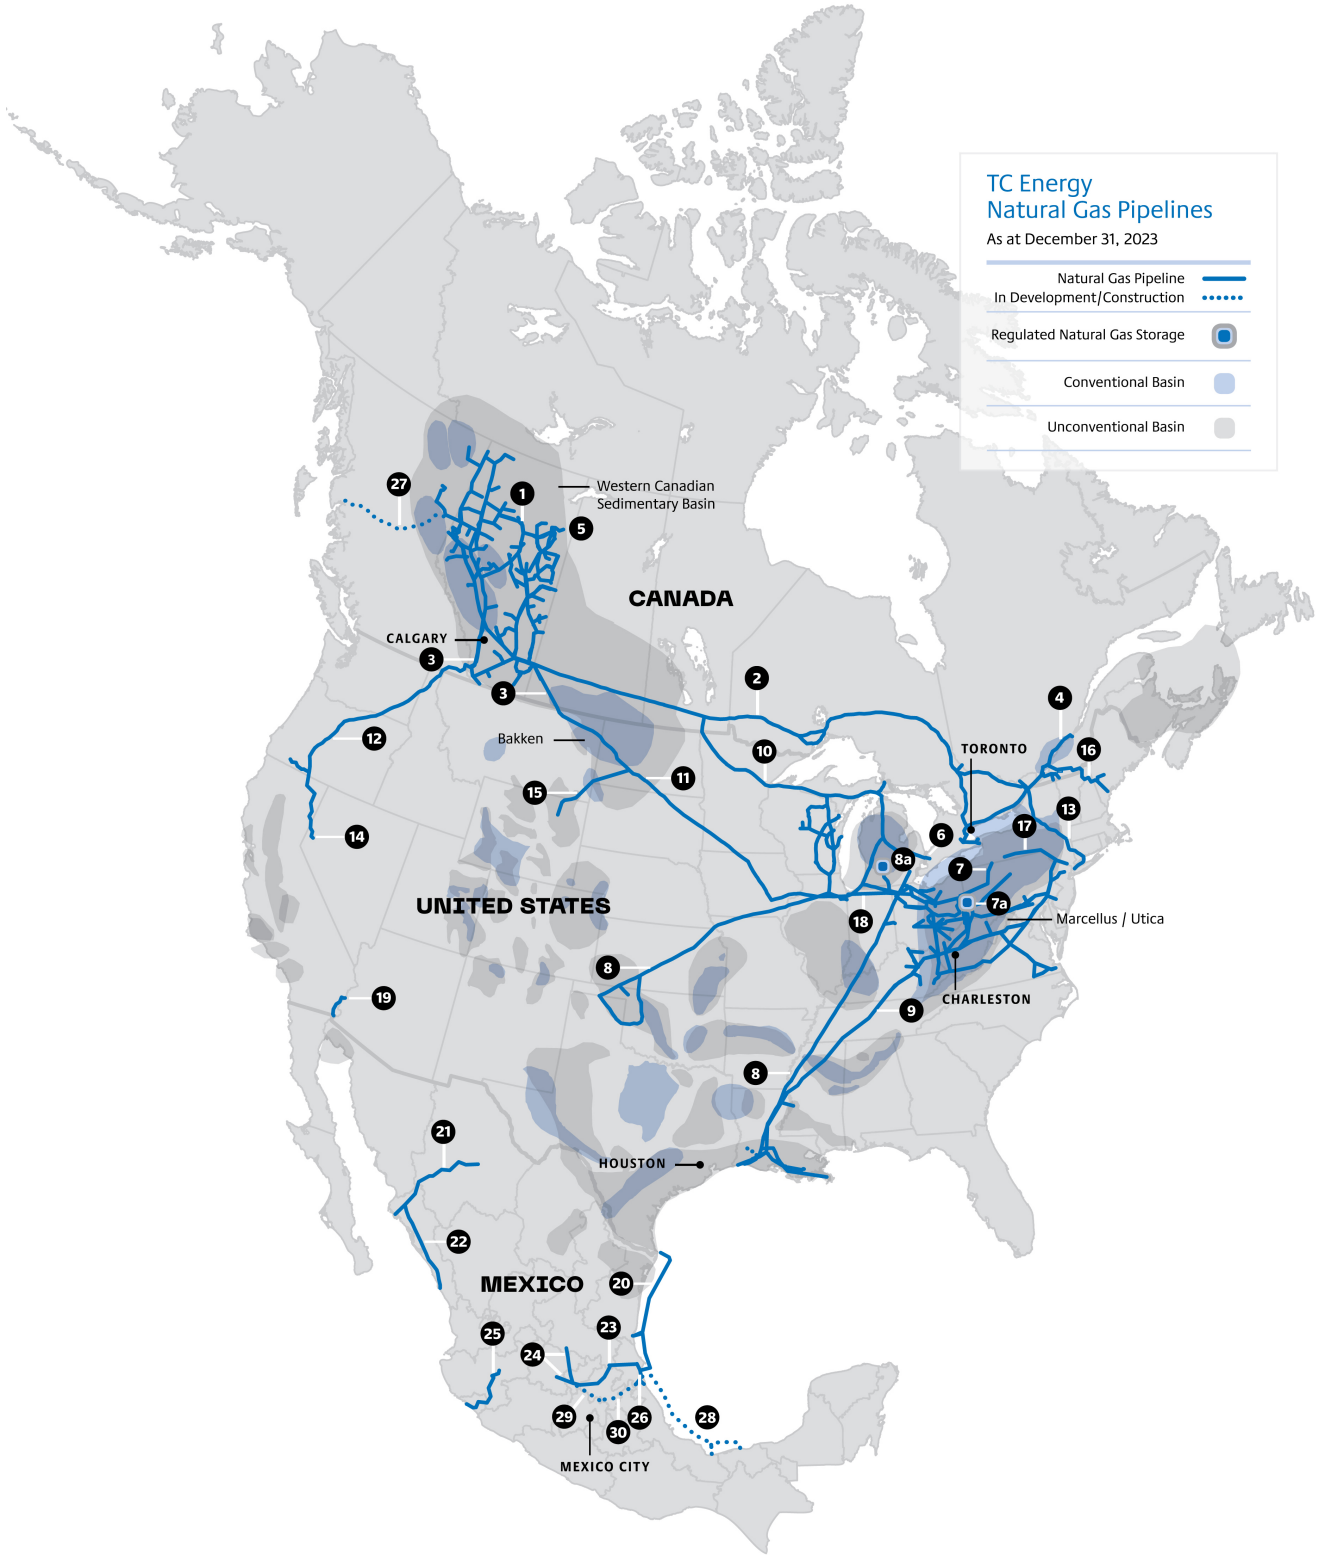 TC Energy
Natural Gas Pipelines
As at December 31, 2023
Natural Gas Pipeline
In Development/Construction
Regulated Natural Gas Storage
Conventional Basin
Unconventional Basin
27
1
Western Canadian
Sedimentary Basin
5
CANADA
CALGARY
3
3
2
4
12
Bakken
10
TORONTO
16
11
15
13
14
6
17
8a
7
7a
UNITED STATES
18
Marcellus / Utica
8
19
CHARLESTON
9
8
21
HOUSTON
22
MEXICO
20
25
23
24
29
26
28
30
MEXICO CITY